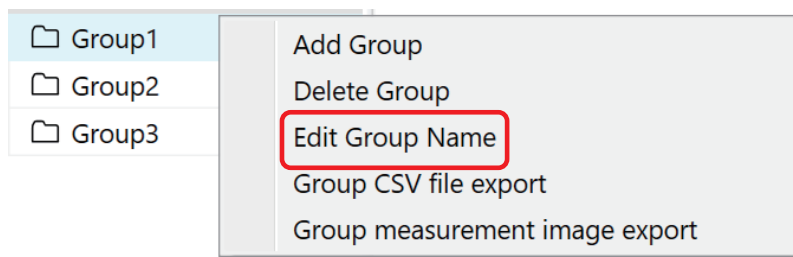 Group1
Group2
Group3
Add Group
Delete Group
Edit Group Name
Group CSV file export
Group measurement image export